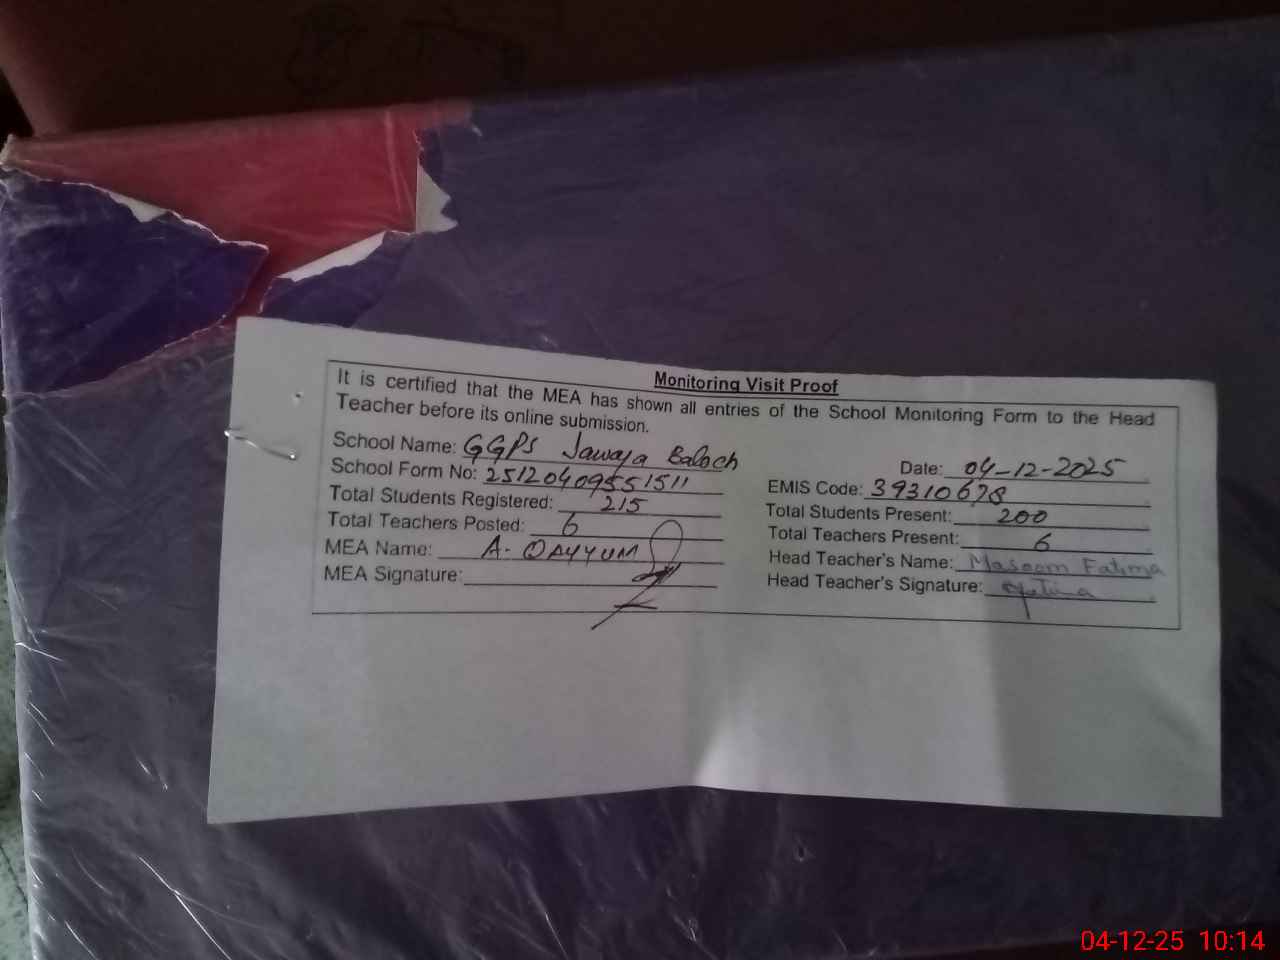 Monitoring Visit Proof
It is certified that the MEA has shown all entries of the School Monitoring Form to the Head
Teacher before its online submission.
School Name: GGPS Jawaya Baloch
Date: 04-12-2025
School Form No: 25120409551511
EMIS Code: 39310678
Total Students Registered: 215
Total Students Present: 200
Total Teachers Posted: 6
Total Teachers Present: 6
MEA Name: A. QAYYUM
Head Teacher's Name: Masoom Fatima
MEA Signature:
Head Teacher's Signature:
04-12-25 10:14